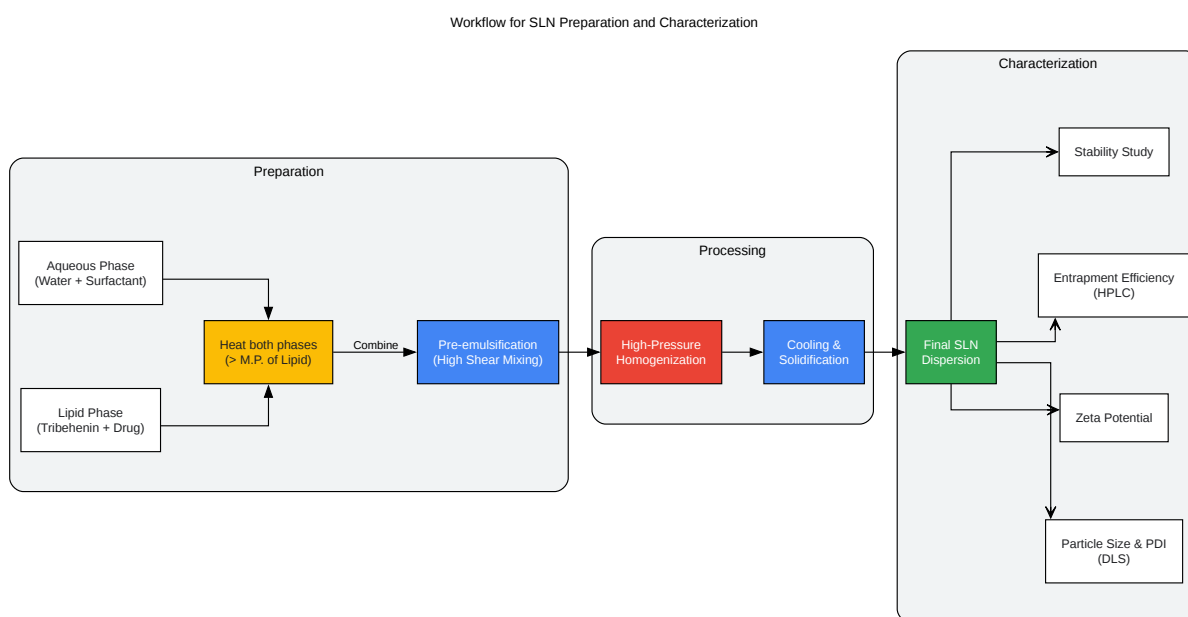 Workflow for SLN Preparation and Characterization
Preparation
Aqueous Phase
(Water + Surfactant)
Lipid Phase
(Tribehenin + Drug)
Heat both phases
(> M.P. of Lipid)
Combine
Pre-emulsification
(High Shear Mixing)
Processing
High-Pressure
Homogenization
Cooling &
Solidification
Characterization
Final SLN
Dispersion
Stability Study
Entrapment Efficiency
(HPLC)
Zeta Potential
Particle Size & PDI
(DLS)